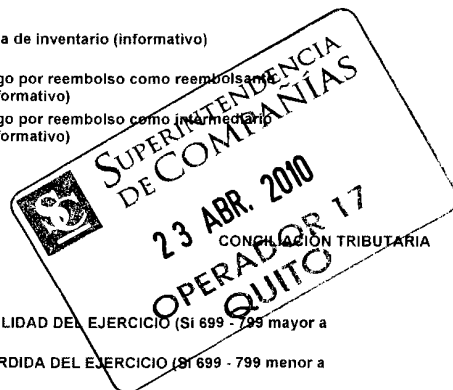 a de inventario (informativo)
go por reembolso como reembolsante
formativo)
go por reembolso como intermediario
formativo)
SUPERINTENDENCIA
DE COMPAÑÍAS
SC
23 ABR. 2010
OPERADOR 17
QUITO
CONCILIACIÓN TRIBUTARIA
LIDAD DEL EJERCICIO (Si 699 - 799 mayor a
RDIDA DEL EJERCICIO (Si 699 - 799 menor a